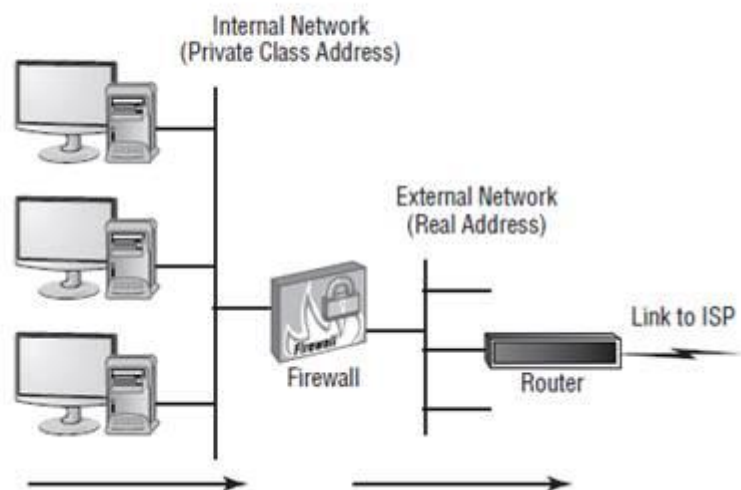 Internal Network
(Private Class Address)
External Network
(Real Address)
Link to ISP
Firewall
Firewall
Router